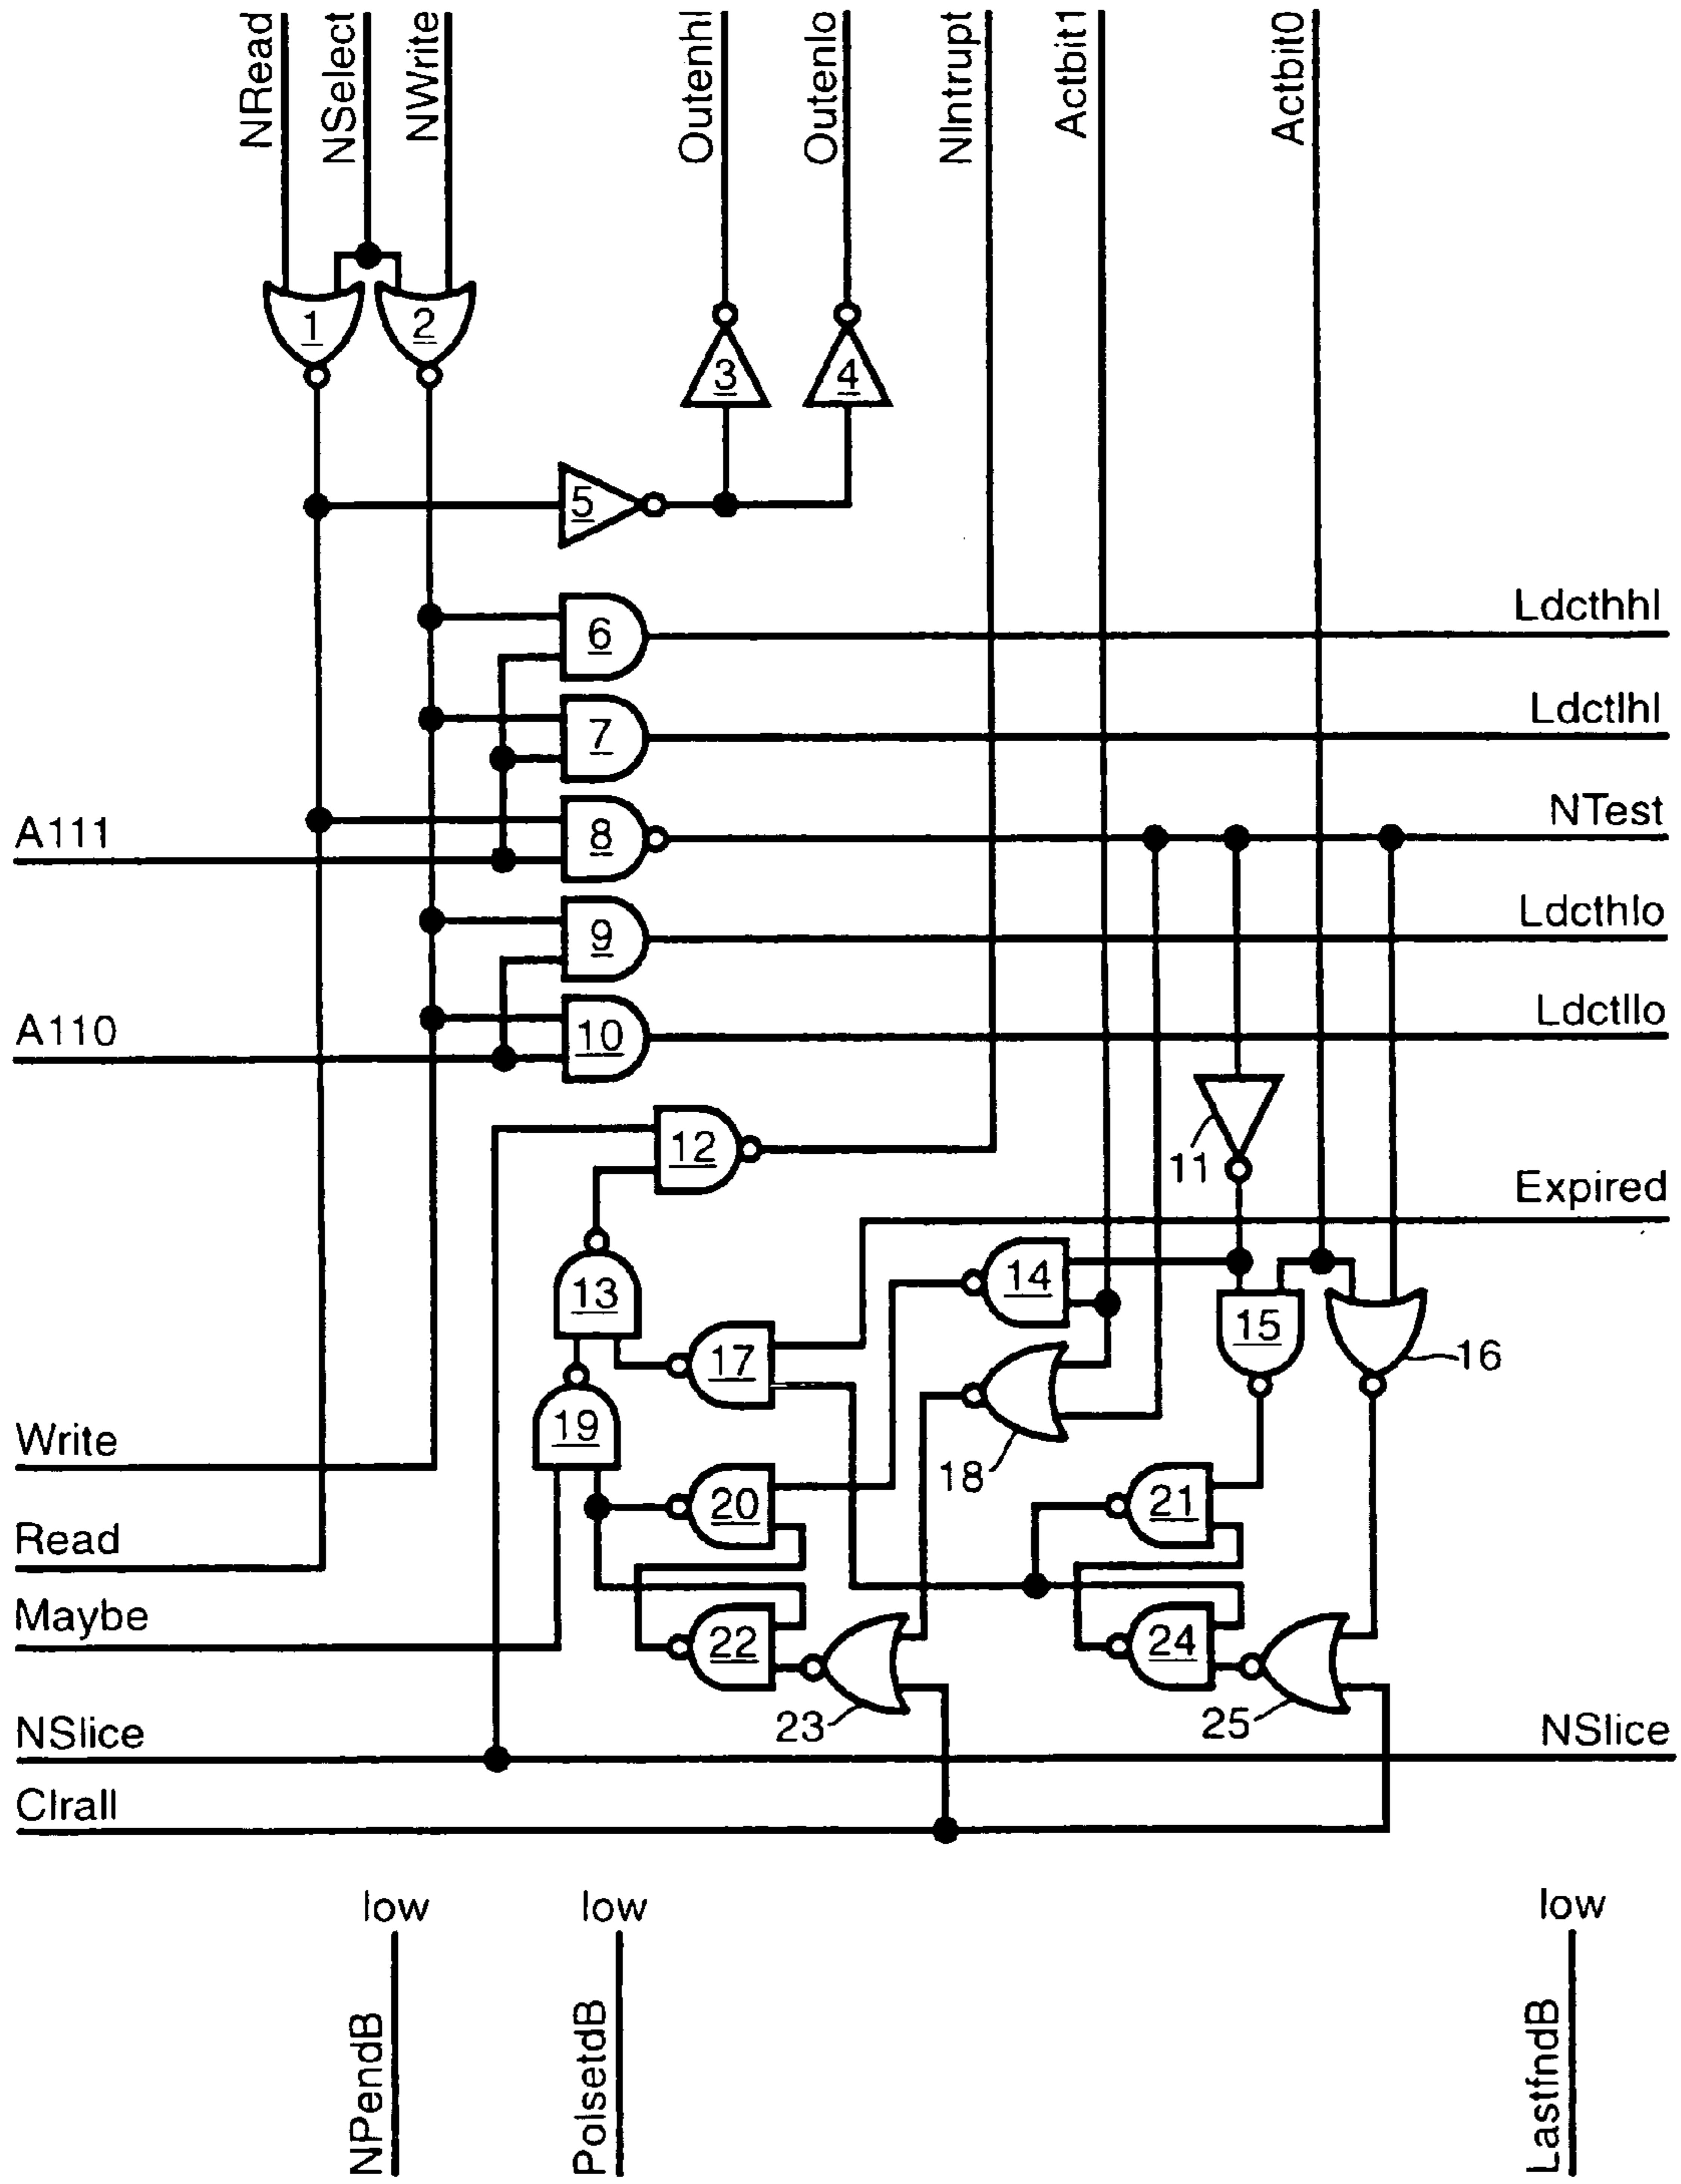 NRead
NSelect
NWrite
Outenhl
Outenlo
NIntrupt
Actbit1
Actbit0
1
2
3
4
5
6
Ldcthhl
7
Ldctlhl
A111
8
NTest
9
Ldcthlo
A110
10
Ldctllo
12
11
Expired
13
14
15
16
17
Write
19
18
20
21
Read
Maybe
22
24
23
25
NSlice
NSlice
Clrall
low
low
low
NPendB
PolsetdB
LastfndB